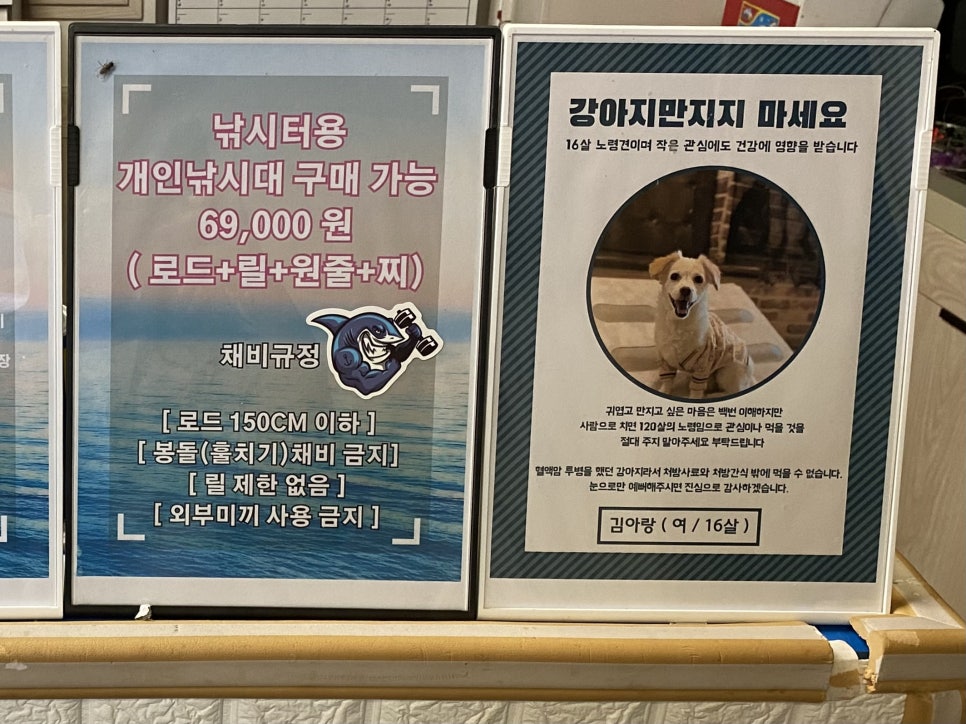 낚시터용
개인낚시대 구매 가능
69,000 원
( 로드+릴+원줄+찌)
채비규정
[ 로드 150CM 이하 ]
[ 봉돌(훌치기)채비 금지]
[ 릴 제한 없음 ]
[ 외부미끼 사용 금지 ]
강아지만지지 마세요
16살 노령견이며 작은 관심에도 건강에 영향을 받습니다
귀엽고 만지고 싶은 마음은 백번 이해하지만
사람으로 치면 120살의 노령임으로 관심이나 먹을 것을
절대 주지 말아주세요 부탁드립니다
혈액암 투병을 했던 강아지라서 처방사료와 처방간식 밖에 먹을 수 없습니다.
눈으로만 예뻐해주시면 진심으로 감사하겠습니다.
김아랑 ( 여 / 16살 )
장